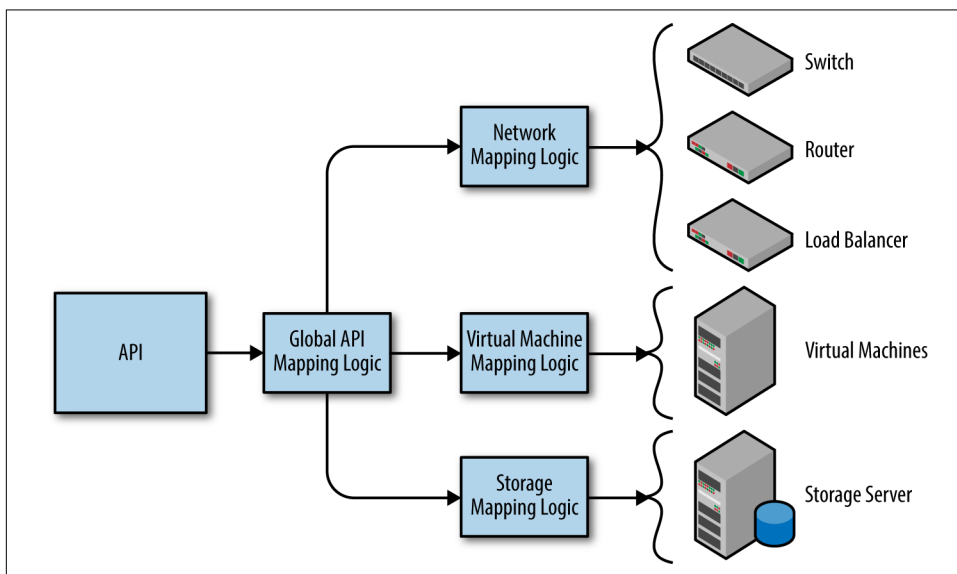 API
Global API
Mapping Logic
Network
Mapping Logic
Virtual Machine
Mapping Logic
Storage
Mapping Logic
Switch
Router
Load Balancer
Virtual Machines
Storage Server